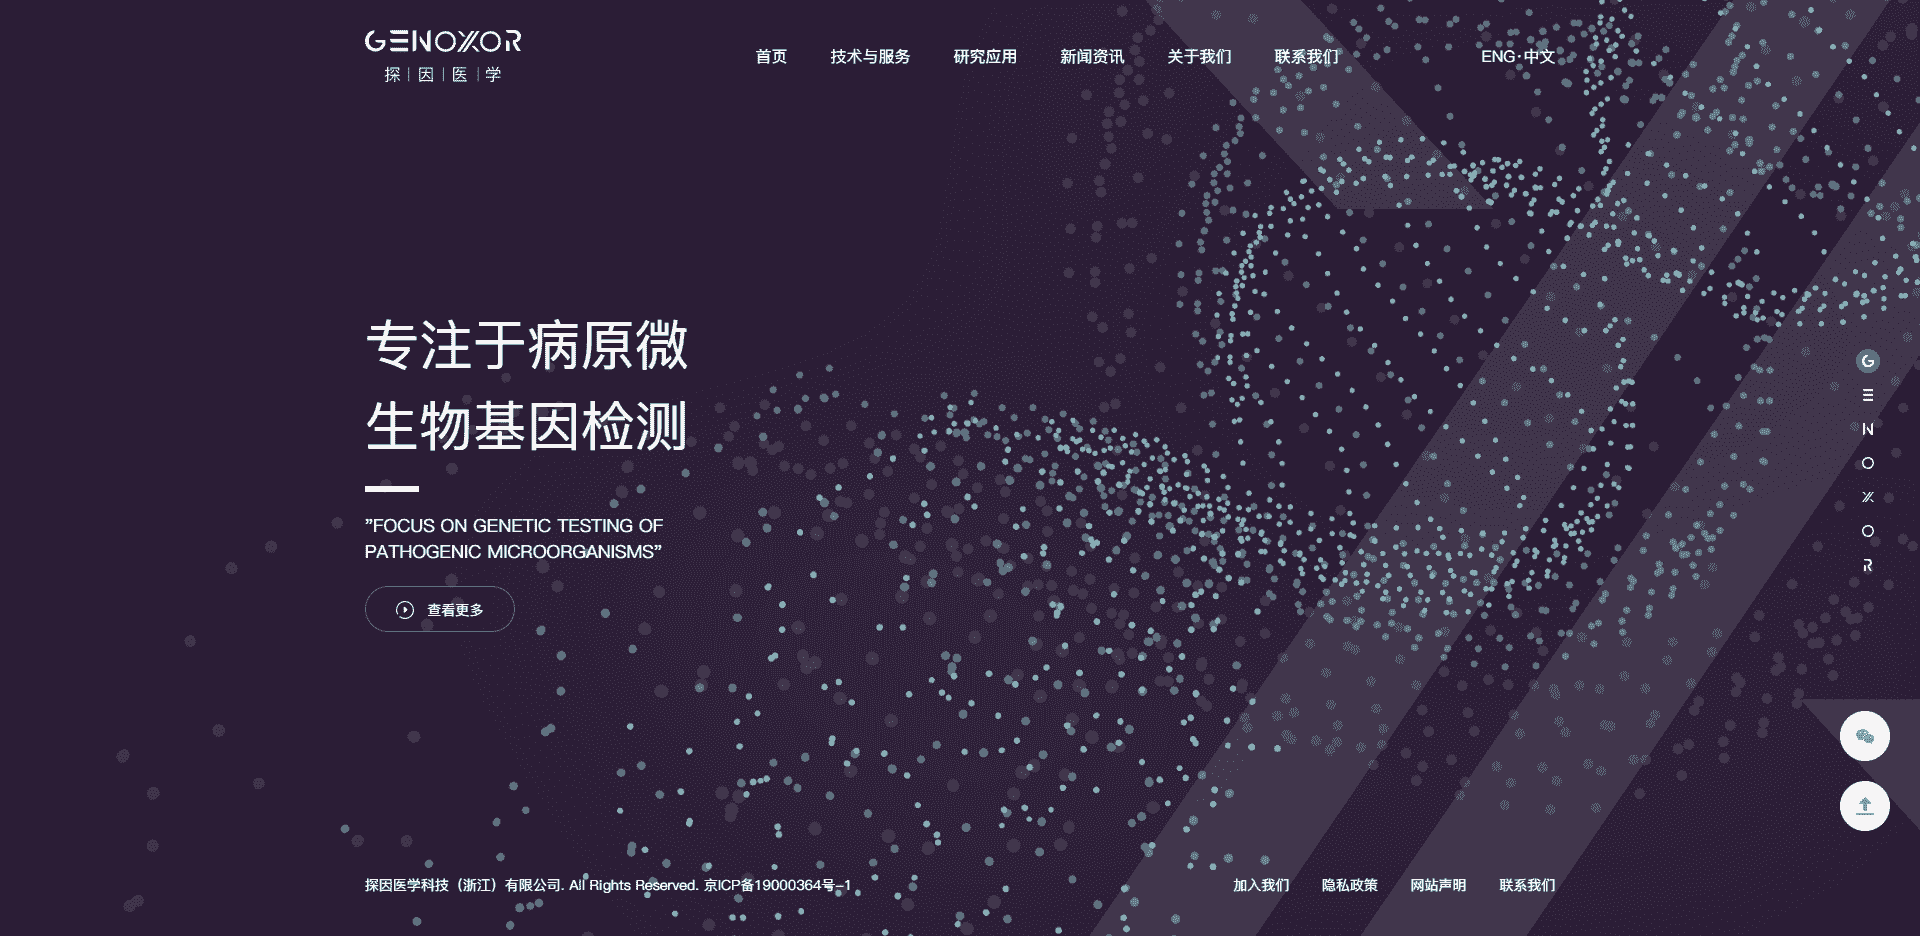 GENOXOR
探 | 因 | 医 | 学
首页 技术与服务 研究应用 新闻资讯 关于我们 联系我们 ENG·中文
专注于病原微
生物基因检测
”FOCUS ON GENETIC TESTING OF
PATHOGENIC MICROORGANISMS”
查看更多
G
E
N
O
X
O
R
探因医学科技（浙江）有限公司. All Rights Reserved. 京ICP备19000364号-1
加入我们 隐私政策 网站声明 联系我们